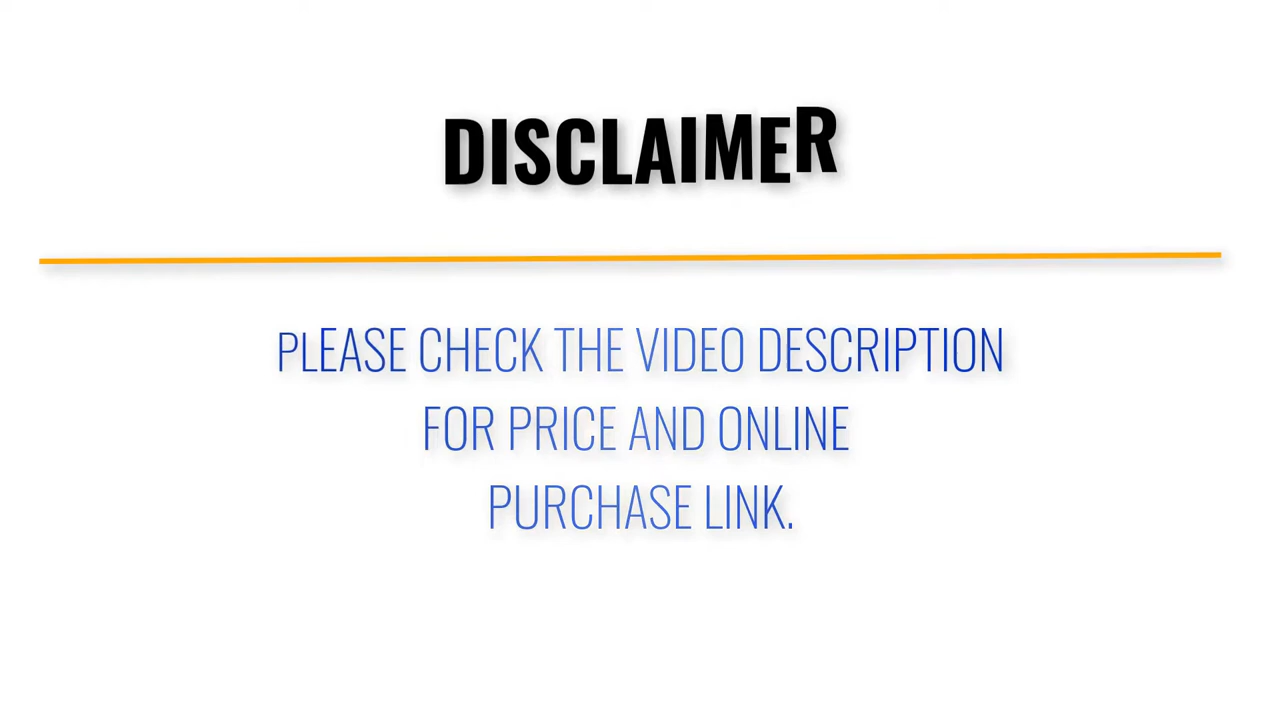 DISCLAIMER
PLEASE CHECK THE VIDEO DESCRIPTION
FOR PRICE AND ONLINE
PURCHASE LINK.